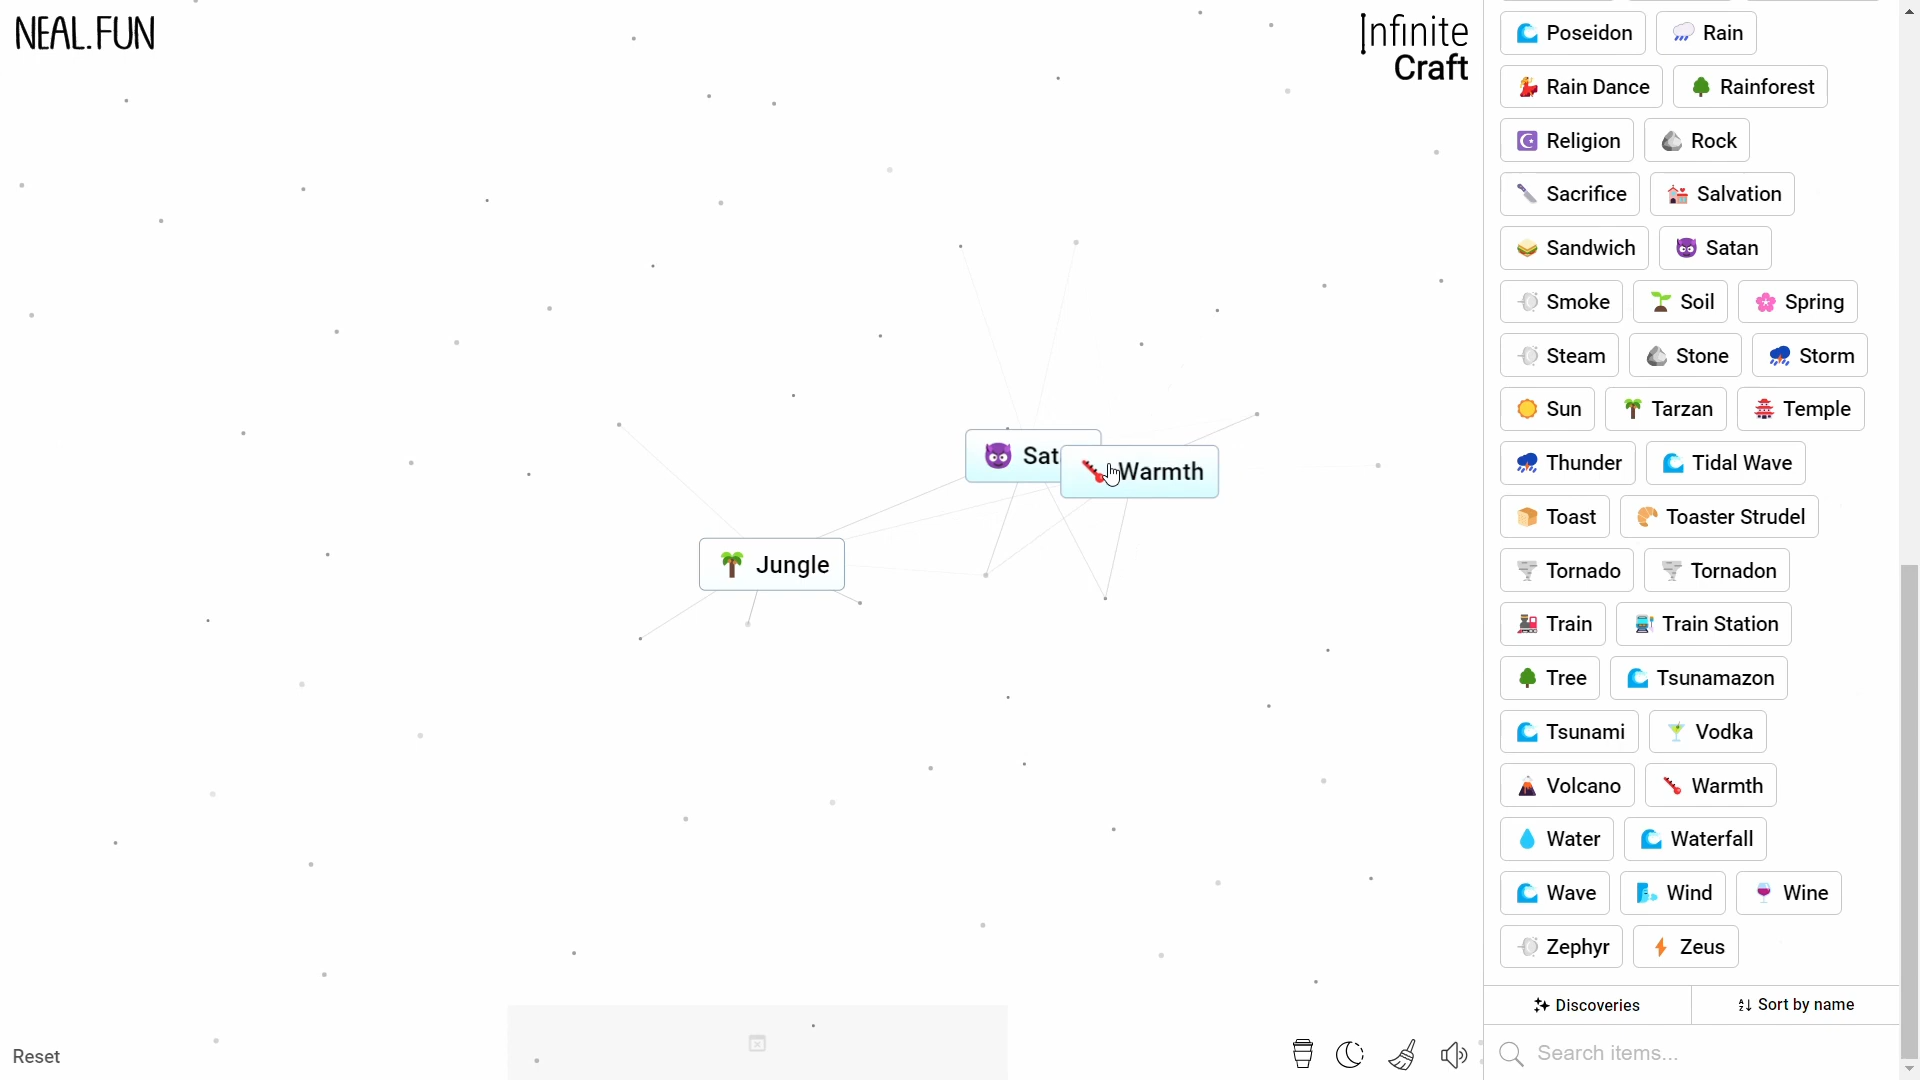 NEAL.FUN
Infinite
Craft
Sat
Warmth
Jungle
Reset
Poseidon
Rain
Rain Dance
Rainforest
Religion
Rock
Sacrifice
Salvation
Sandwich
Satan
Smoke
Soil
Spring
Steam
Stone
Storm
Sun
Tarzan
Temple
Thunder
Tidal Wave
Toast
Toaster Strudel
Tornado
Tornadon
Train
Train Station
Tree
Tsunamazon
Tsunami
Vodka
Volcano
Warmth
Water
Waterfall
Wave
Wind
Wine
Zephyr
Zeus
Discoveries
Sort by name
Search items...